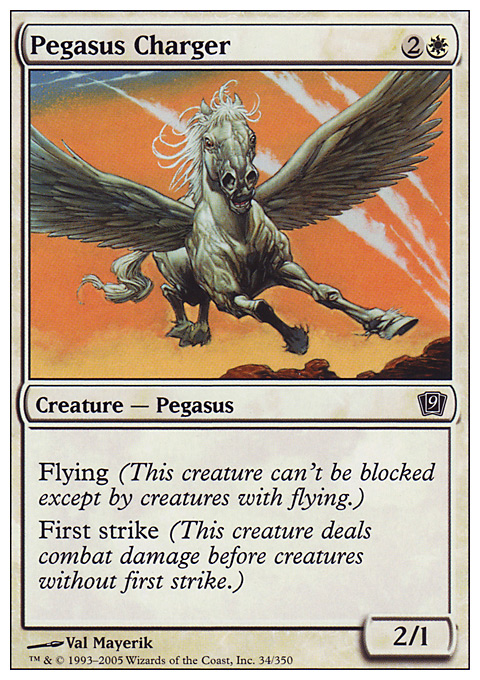 Pegasus Charger 2
Creature — Pegasus 9
Flying (This creature can't be blocked
except by creatures with flying.)
First strike (This creature deals
combat damage before creatures
without first strike.)
Val Mayerik
2/1
™ & © 1993–2005 Wizards of the Coast, Inc. 34/350